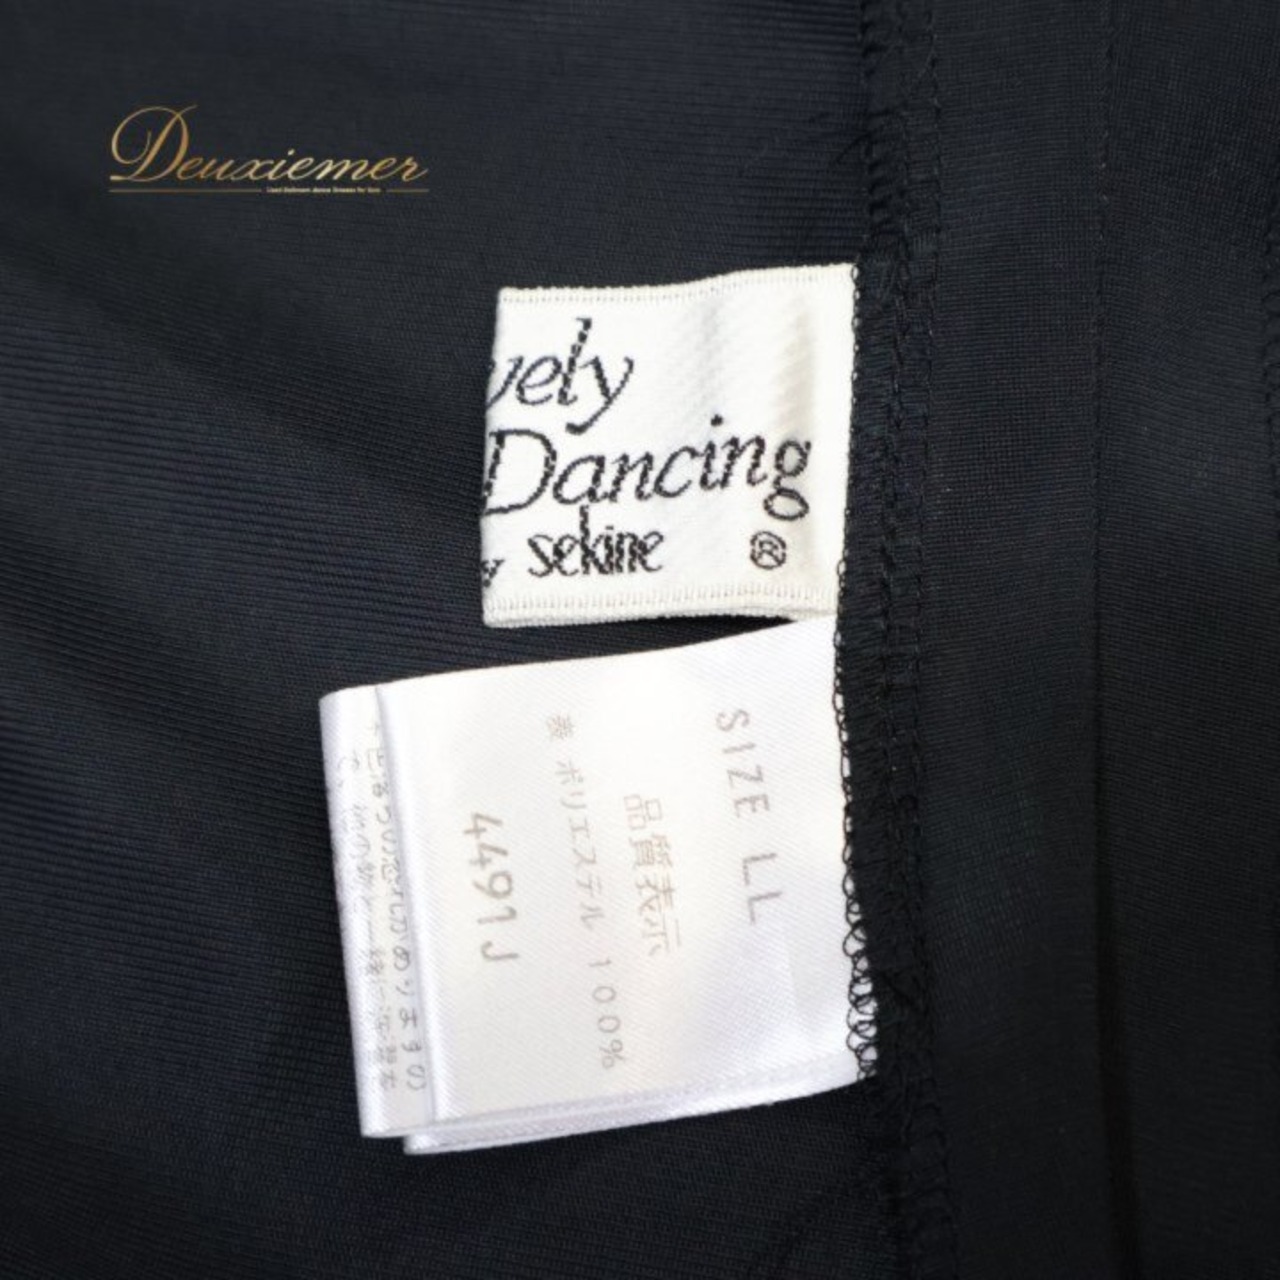 Deuxiemer
vely
Dancing
y sekine ®
SIZE LL
品質表示
表 ポリエステル 100%
4491J